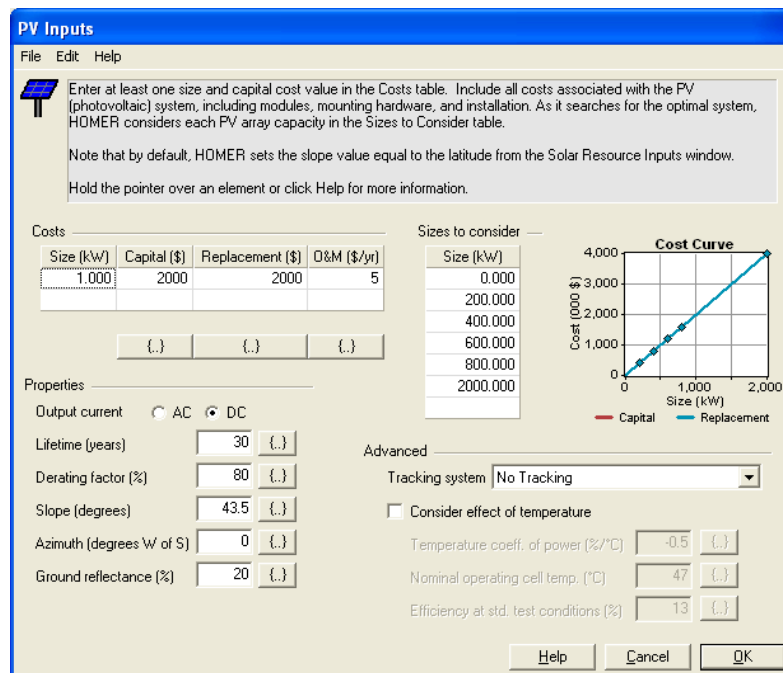 PV Inputs
File Edit Help
Enter at least one size and capital cost value in the Costs table. Include all costs associated with the PV
(photovoltaic) system, including modules, mounting hardware, and installation. As it searches for the optimal system,
HOMER considers each PV array capacity in the Sizes to Consider table.
Note that by default, HOMER sets the slope value equal to the latitude from the Solar Resource Inputs window.
Hold the pointer over an element or click Help for more information.
Costs
Size (kW) Capital ($) Replacement ($) O&M ($/yr)
1.000 2000 2000 5
{..} {..} {..}
Sizes to consider
Size (kW)
0.000
200.000
400.000
600.000
800.000
2000.000
Cost Curve
Cost (000 $)
4,000
3,000
2,000
1,000
0
0 1,000 2,000
Size (kW)
Capital Replacement
Properties
Output current AC DC
Lifetime (years) 30 {..}
Derating factor (%) 80 {..}
Slope (degrees) 43.5 {..}
Azimuth (degrees W of S) 0 {..}
Ground reflectance (%) 20 {..}
Advanced
Tracking system No Tracking
Consider effect of temperature
Temperature coeff. of power (%/°C) -0.5 {..}
Nominal operating cell temp. (°C) 47 {..}
Efficiency at std. test conditions (%) 13 {..}
Help Cancel OK